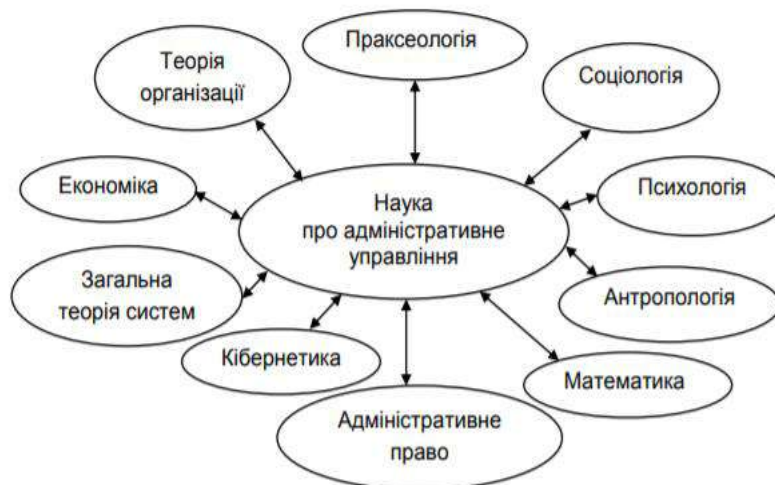 Праксеологія
Теорія
організації
Соціологія
Економіка
Наука
про адміністративне
управління
Психологія
Загальна
теорія систем
Антропологія
Кібернетика
Математика
Адміністративне
право